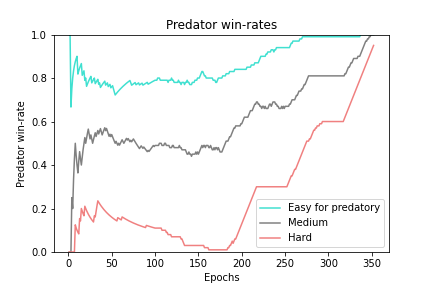 Predator win-rates
Predator win-rate
1.0
0.8
0.6
0.4
0.2
0.0
0
50
100
150
200
250
300
350
Epochs
Easy for predatory
Medium
Hard